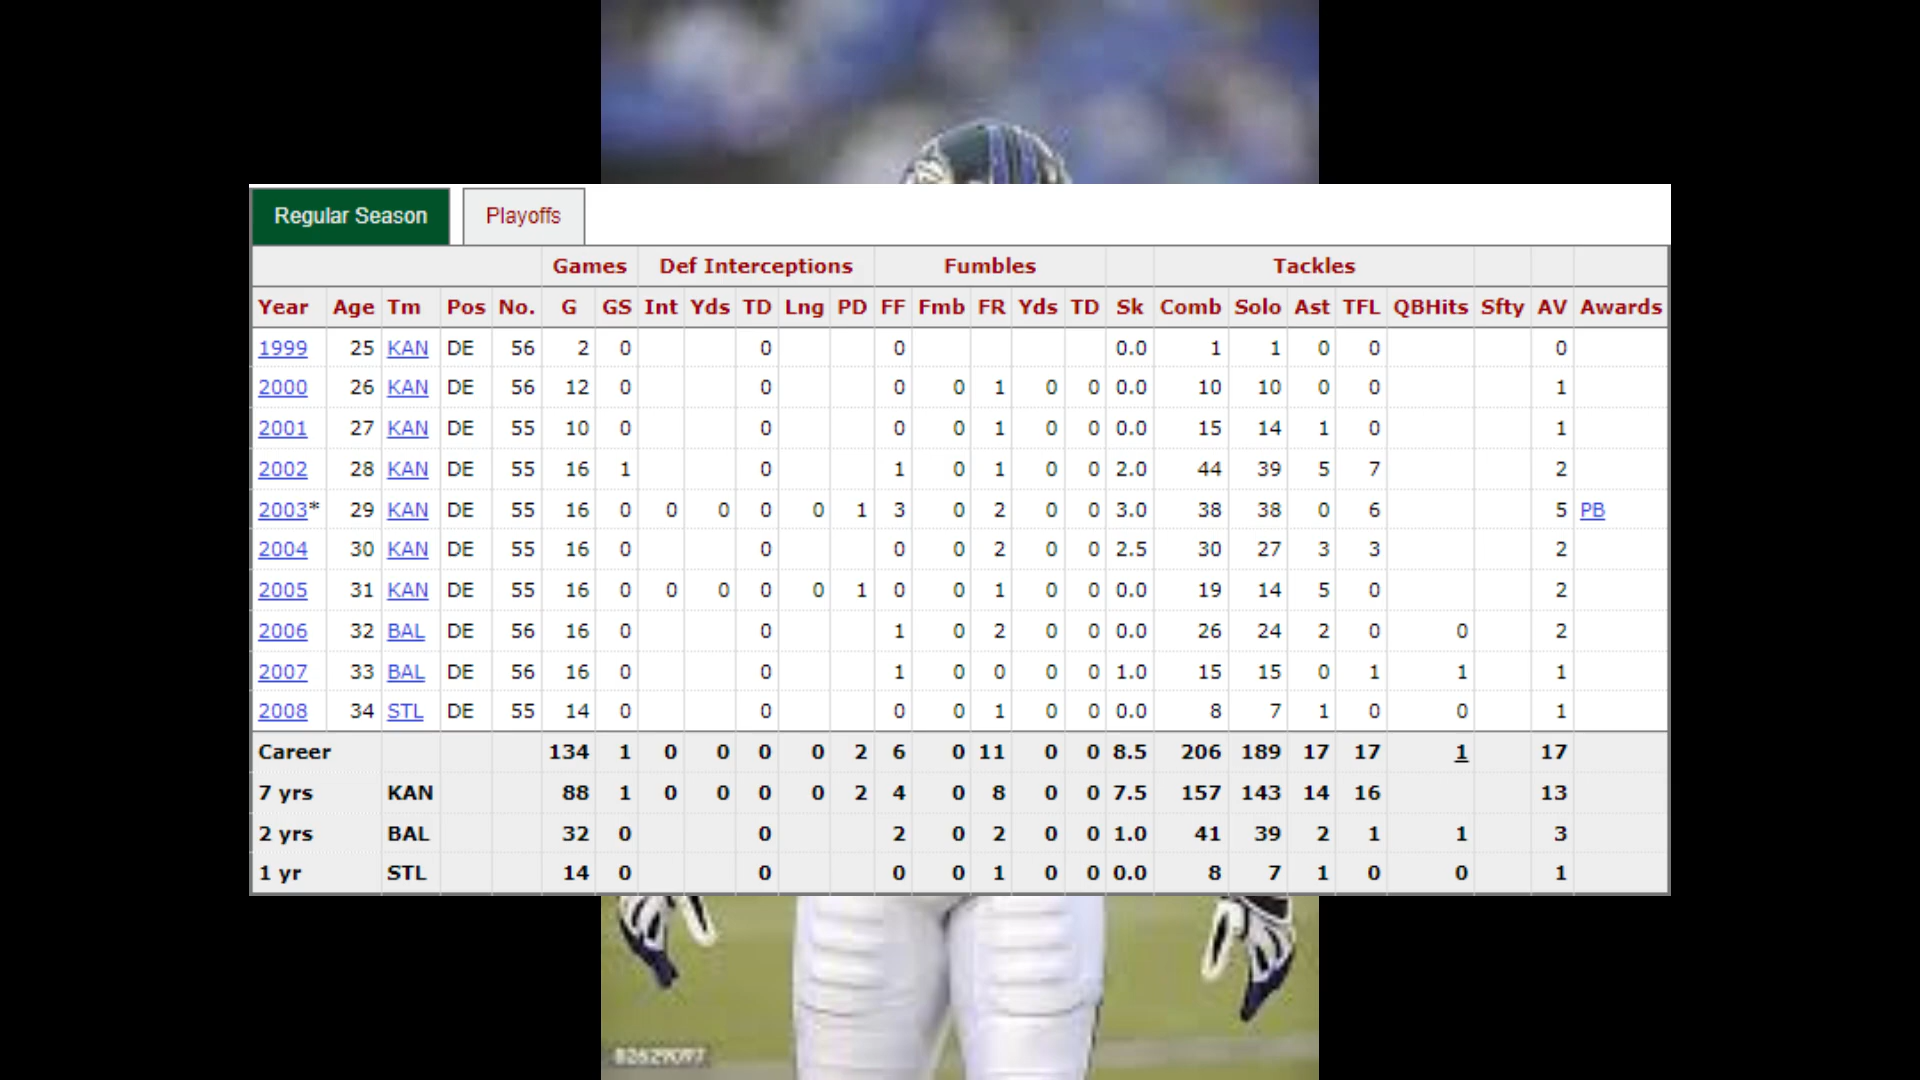 Regular Season Playoffs
Games Def Interceptions Fumbles Tackles
Year Age Tm Pos No. G GS Int Yds TD Lng PD FF Fmb FR Yds TD Sk Comb Solo Ast TFL QBHits Sfty AV Awards
1999 25 KAN DE 56 2 0 0 0 0.0 1 1 0 0 0
2000 26 KAN DE 56 12 0 0 0 0 1 0 0 0.0 10 10 0 0 1
2001 27 KAN DE 55 10 0 0 0 0 1 0 0 0.0 15 14 1 0 1
2002 28 KAN DE 55 16 1 0 1 0 1 0 0 2.0 44 39 5 7 2
2003* 29 KAN DE 55 16 0 0 0 0 0 1 3 0 2 0 0 3.0 38 38 0 6 5 PB
2004 30 KAN DE 55 16 0 0 0 0 2 0 0 2.5 30 27 3 3 2
2005 31 KAN DE 55 16 0 0 0 0 0 1 0 0 1 0 0 0.0 19 14 5 0 2
2006 32 BAL DE 56 16 0 0 1 0 2 0 0 0.0 26 24 2 0 0 2
2007 33 BAL DE 56 16 0 0 1 0 0 0 0 1.0 15 15 0 1 1 1
2008 34 STL DE 55 14 0 0 0 0 1 0 0 0.0 8 7 1 0 0 1
Career 134 1 0 0 0 0 2 6 0 11 0 0 8.5 206 189 17 17 1 17
7 yrs KAN 88 1 0 0 0 0 2 4 0 8 0 0 7.5 157 143 14 16 13
2 yrs BAL 32 0 0 2 0 2 0 0 1.0 41 39 2 1 1 3
1 yr STL 14 0 0 0 0 1 0 0 0.0 8 7 1 0 0 1
82629097